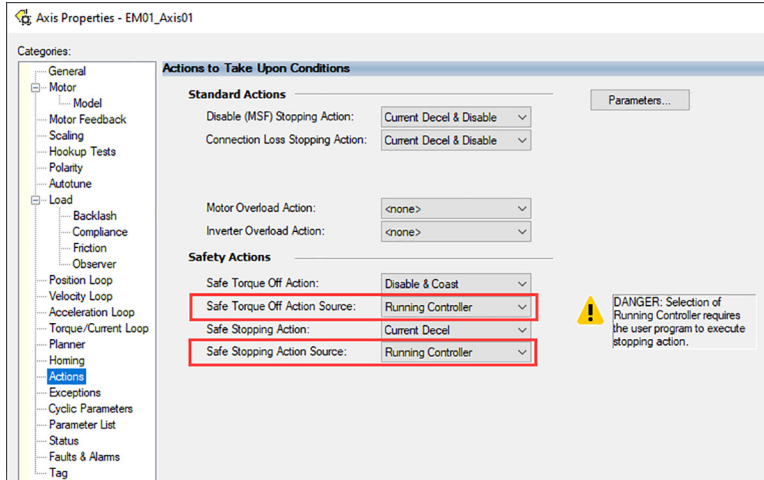 Axis Properties - EM01_Axis01
Categories:
General
Motor
Model
Motor Feedback
Scaling
Hookup Tests
Polarity
Autotune
Load
Backlash
Compliance
Friction
Observer
Position Loop
Velocity Loop
Acceleration Loop
Torque/Current Loop
Planner
Homing
Actions
Exceptions
Cyclic Parameters
Parameter List
Status
Faults & Alarms
Tag
Actions to Take Upon Conditions
Standard Actions
Parameters...
Disable (MSF) Stopping Action: Current Decel & Disable
Connection Loss Stopping Action: Current Decel & Disable
Motor Overload Action: <none>
Inverter Overload Action: <none>
Safety Actions
Safe Torque Off Action: Disable & Coast
Safe Torque Off Action Source: Running Controller
Safe Stopping Action: Current Decel
Safe Stopping Action Source: Running Controller
DANGER: Selection of
Running Controller requires
the user program to execute
stopping action.